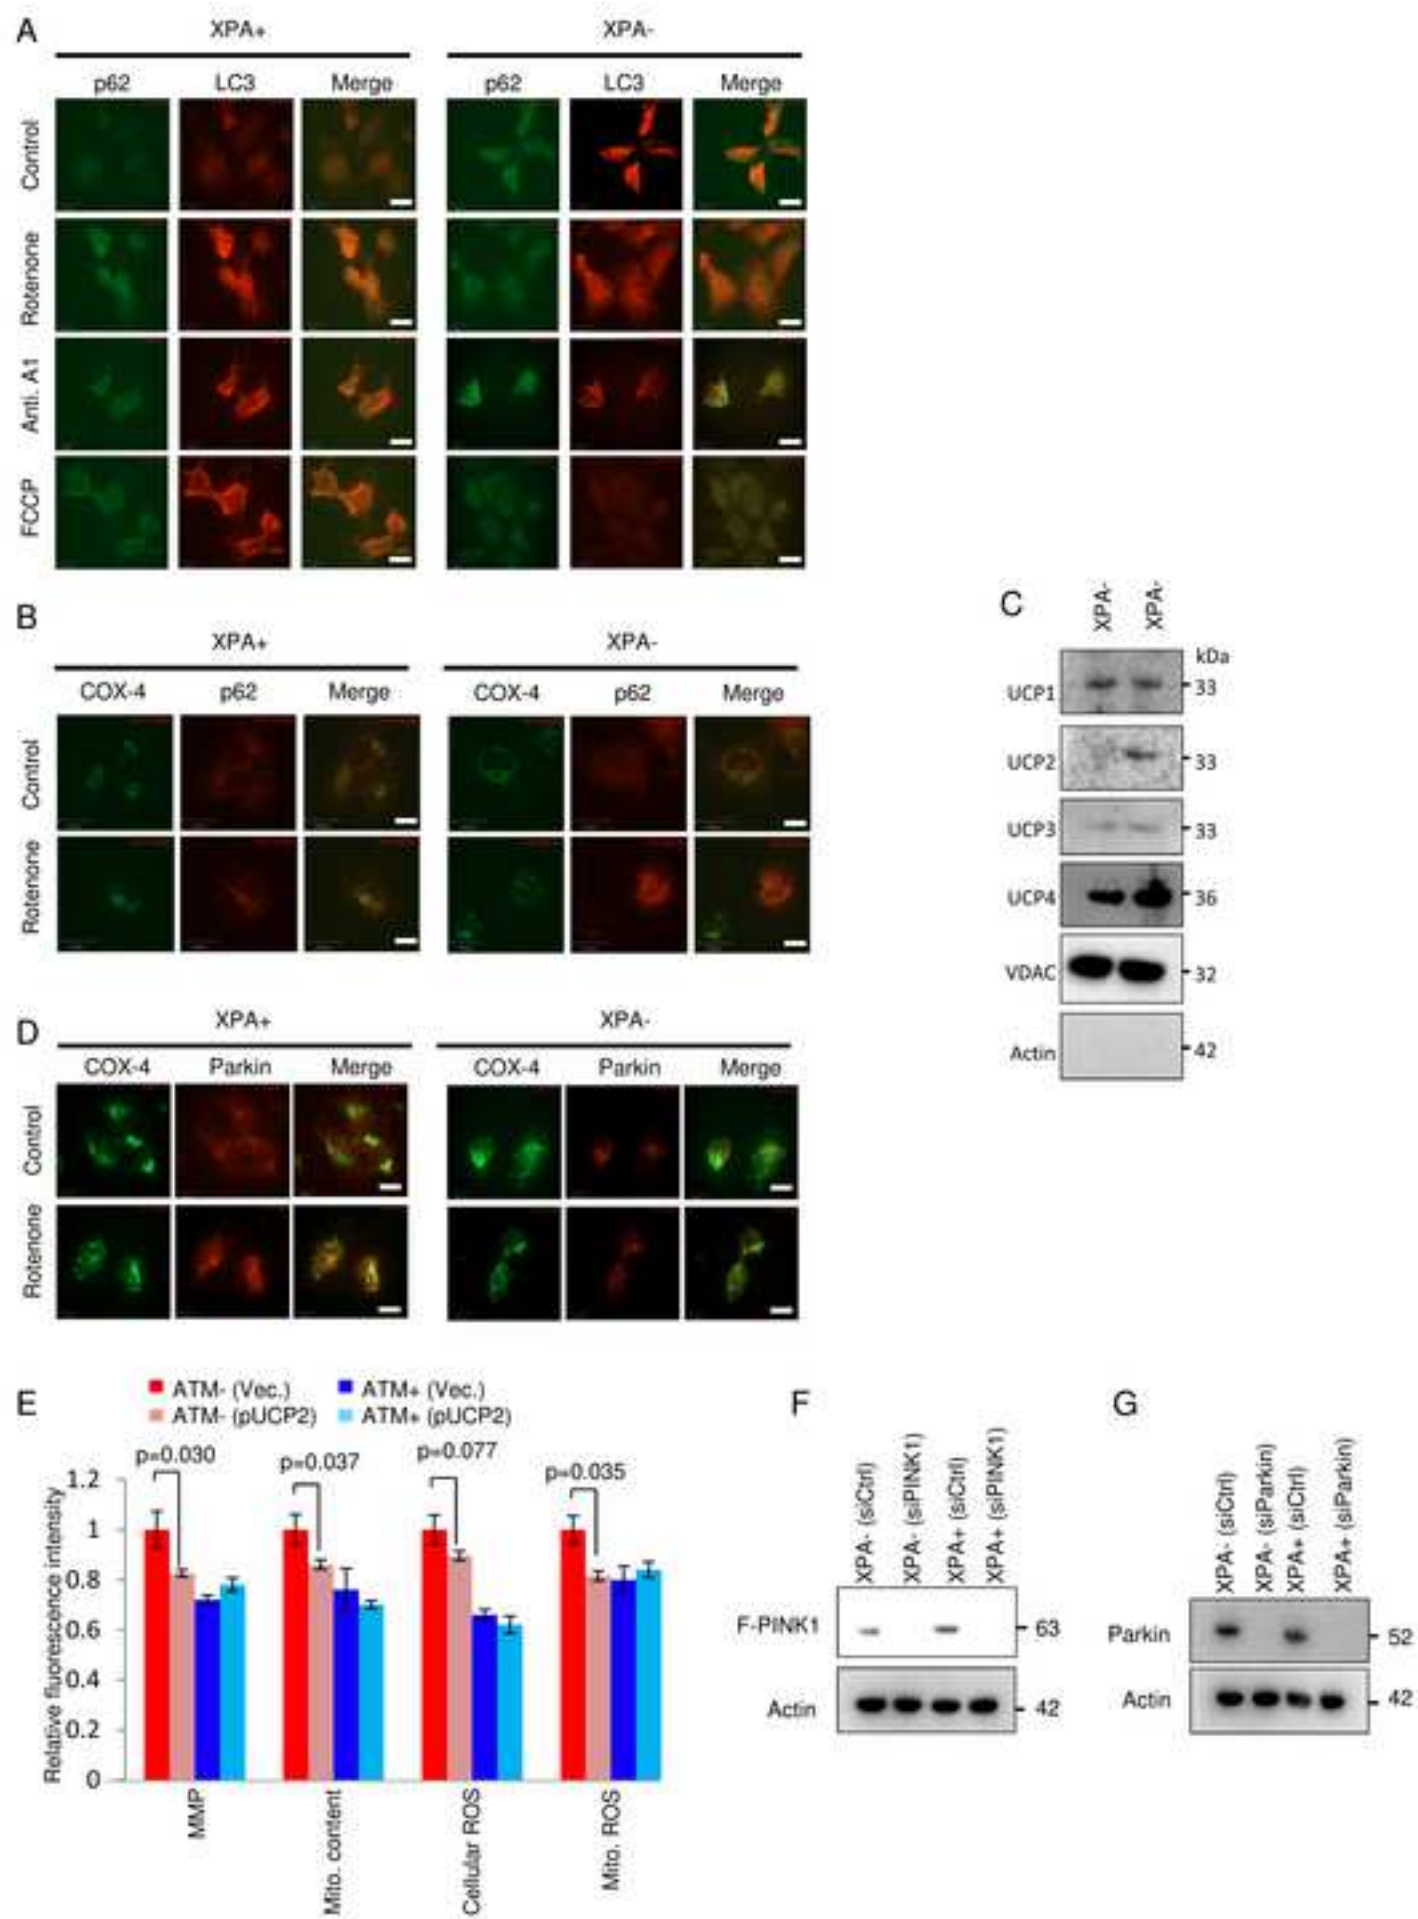 A
XPA+
XPA-
p62
LC3
Merge
p62
LC3
Merge
Control
Rotenone
Anti. A1
FCCP
B
XPA+
XPA-
COX-4
p62
Merge
COX-4
p62
Merge
Control
Rotenone
C
XPA-
XPA-
kDa
UCP1
33
UCP2
33
UCP3
33
UCP4
36
VDAC
32
Actin
42
D
XPA+
XPA-
COX-4
Parkin
Merge
COX-4
Parkin
Merge
Control
Rotenone
E
ATM- (Vec.)
ATM+ (Vec.)
ATM- (pUCP2)
ATM+ (pUCP2)
p=0.030
p=0.037
p=0.077
p=0.035
Relative fluorescence intensity
1.2
1
0.8
0.6
0.4
0.2
0
MMP
Mito. content
Cellular ROS
Mito. ROS
F
XPA- (siCtrl)
XPA- (siPINK1)
XPA+ (siCtrl)
XPA+ (siPINK1)
F-PINK1
63
Actin
42
G
XPA- (siCtrl)
XPA- (siParkin)
XPA+ (siCtrl)
XPA+ (siParkin)
Parkin
52
Actin
42